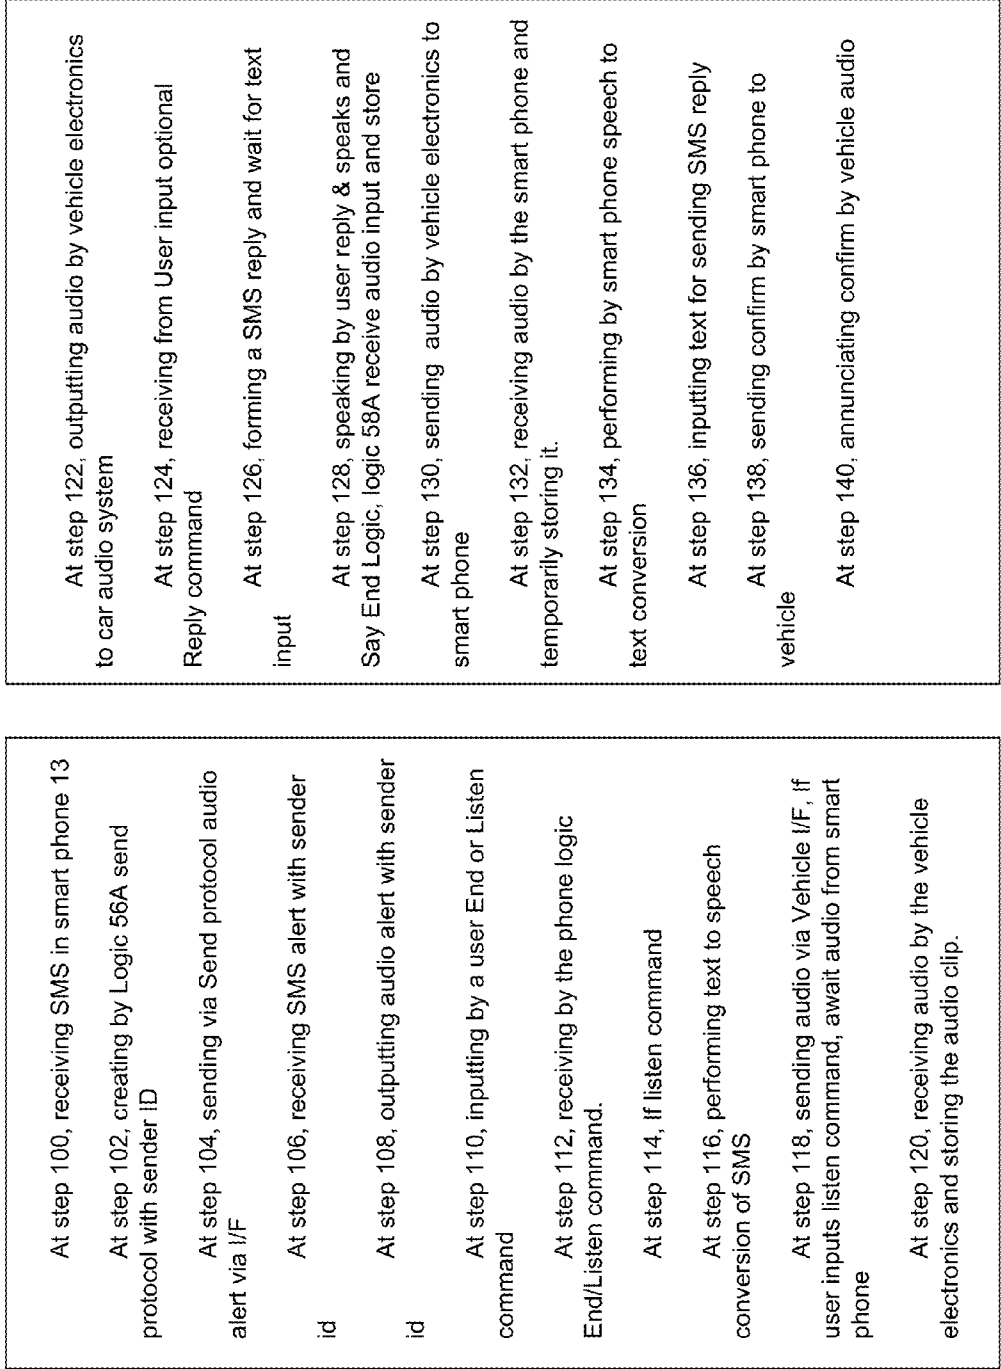 At step 100, receiving SMS in smart phone 13
At step 102, creating by Logic 56A send
protocol with sender ID
At step 104, sending via Send protocol audio
alert via I/F
At step 106, receiving SMS alert with sender
id
At step 108, outputting audio alert with sender
id
At step 110, inputting by a user End or Listen
command
At step 112, receiving by the phone logic
End/Listen command.
At step 114, If listen command
At step 116, performing text to speech
conversion of SMS
At step 118, sending audio via Vehicle I/F, if
user inputs listen command, await audio from smart
phone
At step 120, receiving audio by the vehicle
electronics and storing the audio clip.
At step 122, outputting audio by vehicle electronics
to car audio system
At step 124, receiving from User input optional
Reply command
At step 126, forming a SMS reply and wait for text
input
At step 128, speaking by user reply & speaks and
Say End Logic, logic 58A receive audio input and store
At step 130, sending audio by vehicle electronics to
smart phone
At step 132, receiving audio by the smart phone and
temporarily storing it.
At step 134, performing by smart phone speech to
text conversion
At step 136, inputting text for sending SMS reply
At step 138, sending confirm by smart phone to
vehicle
At step 140, annunciating confirm by vehicle audio